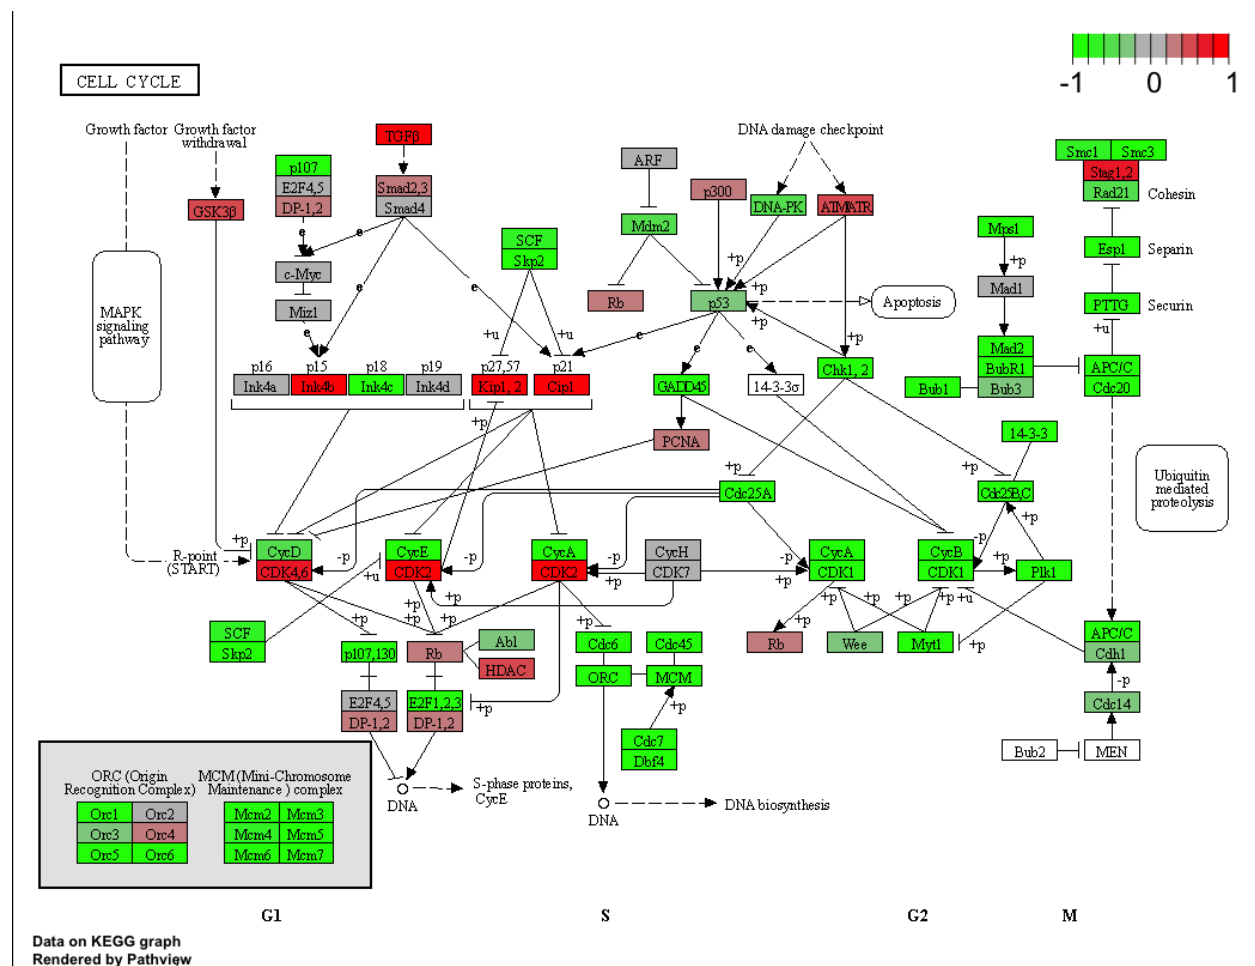 -1 0 1
CELL CYCLE
Growth factor
Growth factor
withdrawal
TGFβ
DNA damage checkpoint
Smc1 Smc3
Stag1,2
Rad21
Cohesin
p107
E2F4,5
DP-1,2
Smad2,3
Smad4
ARF
p300
DNA-PK
ATM/ATR
GSK3β
Mdm2
Mps1
Esp1
Separin
SCF
Skp2
e
e
+p
+p
c-Myc
Mad1
MAPK
signaling
pathway
Miz1
e
e
e
Rb
p53
+p
Apoptosis
PTTG
Securin
e
+u
+u
e
e
+p
+p
+u
Mad2
BubR1
Bub3
Bub1
APC/C
Cdc20
p16
Ink4a
p15
Ink4b
p18
Ink4c
p19
Ink4d
p27,57
Kip1, 2
p21
Cip1
GADD45
14-3-3σ
Chk1, 2
+p
PCNA
14-3-3
+p
+p
Cdc25A
Cdc25B,C
Ubiquitin
mediated
proteolysis
R-point
(START)
+p
CycD
CDK4,6
-p
CycE
CDK2
-p
+u
CycA
CDK2
-p
+p
CycH
CDK7
CycA
CDK1
-p
+p
CycB
CDK1
-p
+p
+p
Plk1
+p
+p
+p
+p
+p
+p
+p
+p
+u
SCF
Skp2
p107,130
Rb
Abl
HDAC
Cdc6
Cdc45
ORC
MCM
Rb
Wee
Myt1
+p
APC/C
Cdh1
-p
Cdc14
E2F4,5
DP-1,2
E2F1,2,3
DP-1,2
+p
+p
Cdc7
Dbf4
Bub2
MEN
DNA
S-phase proteins,
CycE
DNA
DNA biosynthesis
ORC (Origin
Recognition Complex)
MCM (Mini-Chromosome
Maintenance ) complex
Orc1 Orc2
Orc3 Orc4
Orc5 Orc6
Mcm2 Mcm3
Mcm4 Mcm5
Mcm6 Mcm7
G1 S G2 M
Data on KEGG graph
Rendered by Pathview